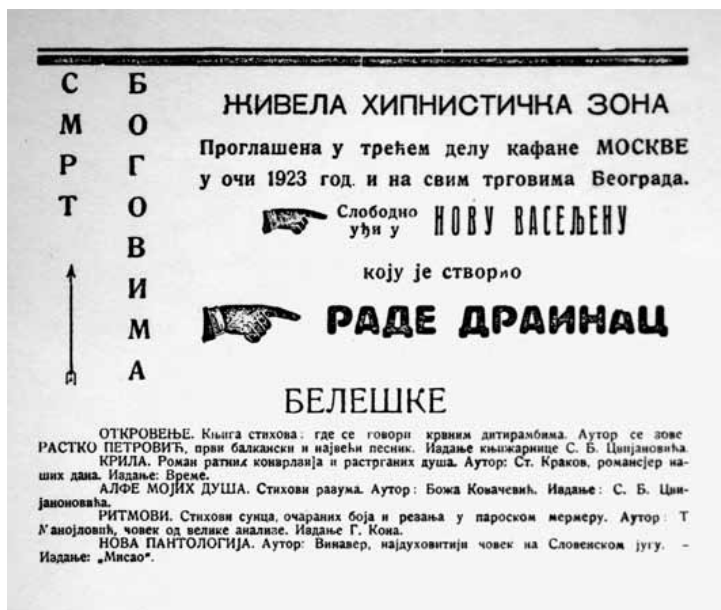 СМРТ
БОГОВИМА
ЖИВЕЛА ХИПНИСТИЧКА ЗОНА
Проглашена у трећем делу кафане МОСКВЕ
у очи 1923 год. и на свим трговима Београда.
Слободно
уђи у
НОВУ ВАСЕЉЕНУ
коју је створио
РАДЕ ДРАИНАЦ
БЕЛЕШКЕ
ОТКРОВЕЊЕ. Књига стихова: где се говори крвним дитирамбима. Аутор се зове
РАСТКО ПЕТРОВИЋ, први балкански и највећи песник. Издање књижарнице С. Б. Цвијановића.
КРИЛА. Роман ратних конарланја и растрганих душа. Аутор: Ст. Краков, романсјер на-
ших дана. Издање: Време.
АЛФЕ МОЈИХ ДУША. Стихови разума. Аутор: Божа Ковачевић. Издање: С. Б. Цви-
јаноновића.
РИТМОВИ. Стихови сунца, очараних боја и резања у пароском мермеру. Аутор: Т
Манојловић, човек од велике анализе. Издање Г. Кона.
НОВА ПАНТОЛОГИЈА. Аутор: Винавер, најдуховитији човек на Словенском југу. –
Издање: „Мисао“.